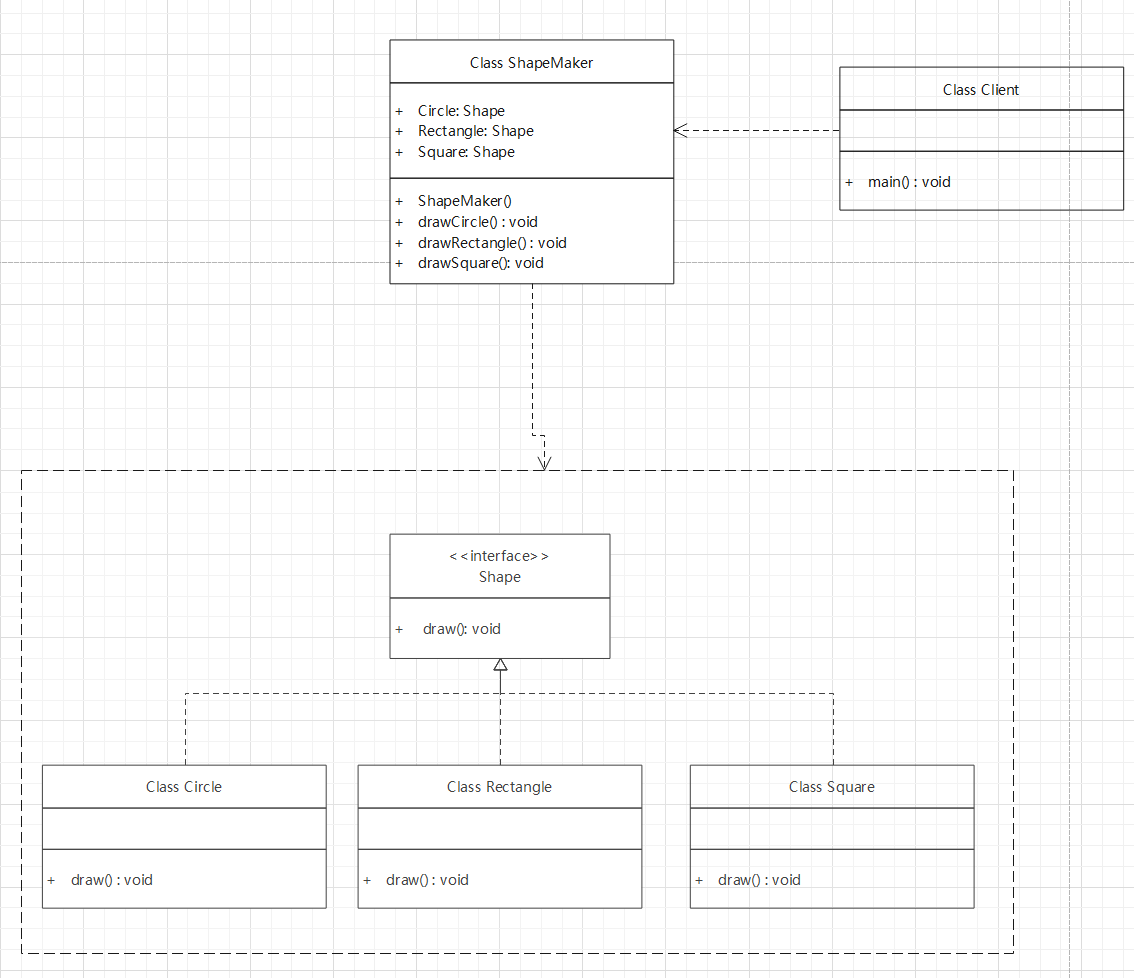 Class ShapeMaker
+ Circle: Shape
+ Rectangle: Shape
+ Square: Shape
+ ShapeMaker()
+ drawCircle() : void
+ drawRectangle() : void
+ drawSquare(): void
Class Client
+ main() : void
<<interface>>
Shape
+ draw(): void
Class Circle
+ draw() : void
Class Rectangle
+ draw() : void
Class Square
+ draw() : void